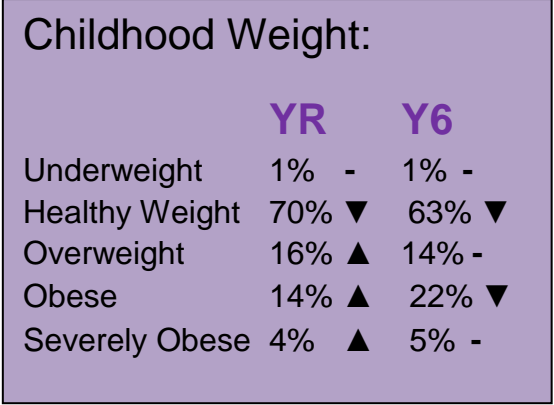 Childhood Weight:
YR Y6
Underweight 1% - 1% -
Healthy Weight 70% ▼ 63% ▼
Overweight 16% ▲ 14% -
Obese 14% ▲ 22% ▼
Severely Obese 4% ▲ 5% -